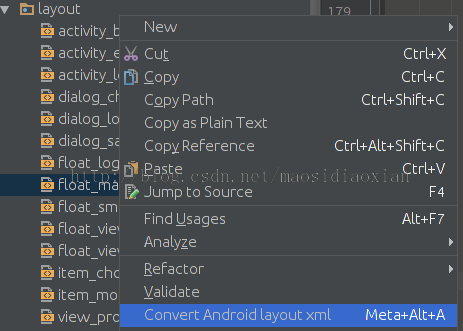 layout
179
activity_b
activity_e
activity_l
dialog_ch
dialog_lo
dialog_sa
float_log
float_ma
float_sm
float_view
float_view
item_cho
item_mo
view_pro
New
Cut Ctrl+X
Copy Ctrl+C
Copy Path Ctrl+Shift+C
Copy as Plain Text
Copy Reference Ctrl+Alt+Shift+C
Paste Ctrl+V
http://blog.csdn.net/maosidiaoxian
Jump to Source F4
Find Usages Alt+F7
Analyze
Refactor
Validate
Convert Android layout xml Meta+Alt+A